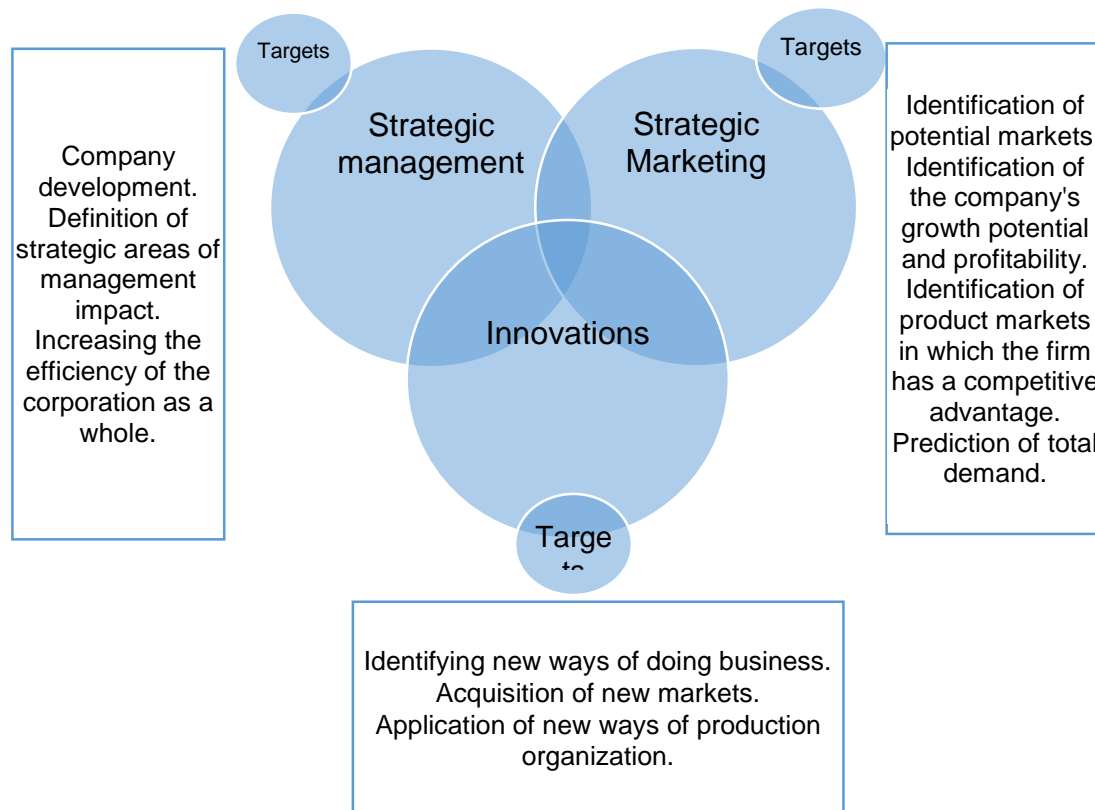 Targets
Targets
Strategic
management
Strategic
Marketing
Innovations
Targe
ts
Company
development.
Definition of
strategic areas of
management
impact.
Increasing the
efficiency of the
corporation as a
whole.
Identification of
potential markets
Identification of
the company's
growth potential
and profitability.
Identification of
product markets
in which the firm
has a competitive
advantage.
Prediction of total
demand.
Identifying new ways of doing business.
Acquisition of new markets.
Application of new ways of production
organization.